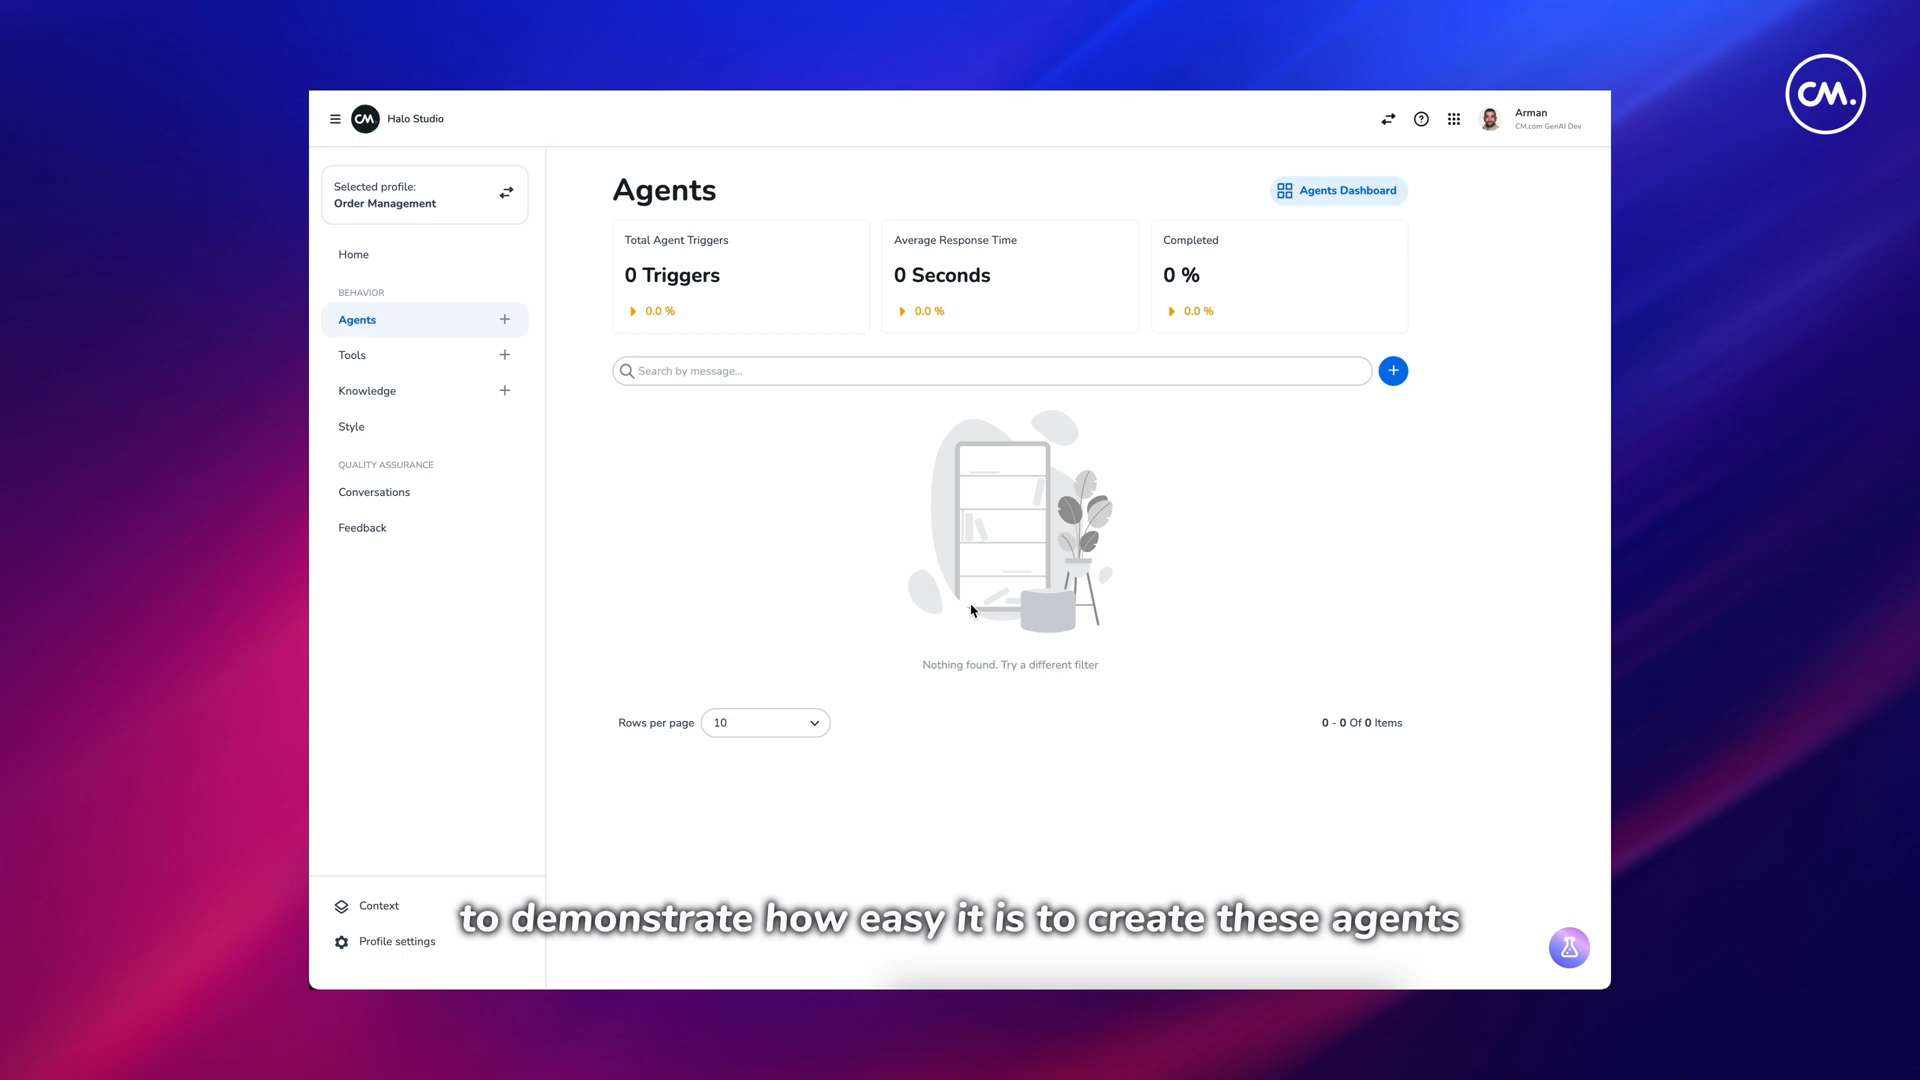 CM.
CM. Halo Studio
Arman
CM.com GenAI Dev
Selected profile:
Order Management
Home
BEHAVIOR
Agents
Tools
Knowledge
Style
QUALITY ASSURANCE
Conversations
Feedback
Context
Profile settings
Agents
Agents Dashboard
Total Agent Triggers
0 Triggers
0.0 %
Average Response Time
0 Seconds
0.0 %
Completed
0 %
0.0 %
Search by message...
Nothing found. Try a different filter
Rows per page 10
0 - 0 Of 0 Items
to demonstrate how easy it is to create these agents